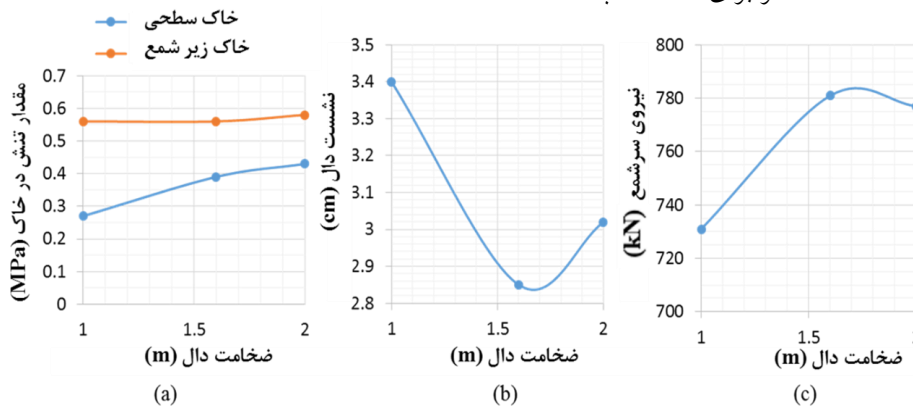 خاک سطحی
خاک زیر شمع
مقدار تنش در خاک (MPa)
0.7
0.6
0.5
0.4
0.3
0.2
0.1
0
1
1.5
2
ضخامت دال (m)
(a)
نشست دال (cm)
3.5
3.4
3.3
3.2
3.1
3
2.9
2.8
1
1.5
2
ضخامت دال (m)
(b)
نیروی سرشمع (kN)
800
780
760
740
720
700
1
1.5
ضخامت دال (m)
(c)